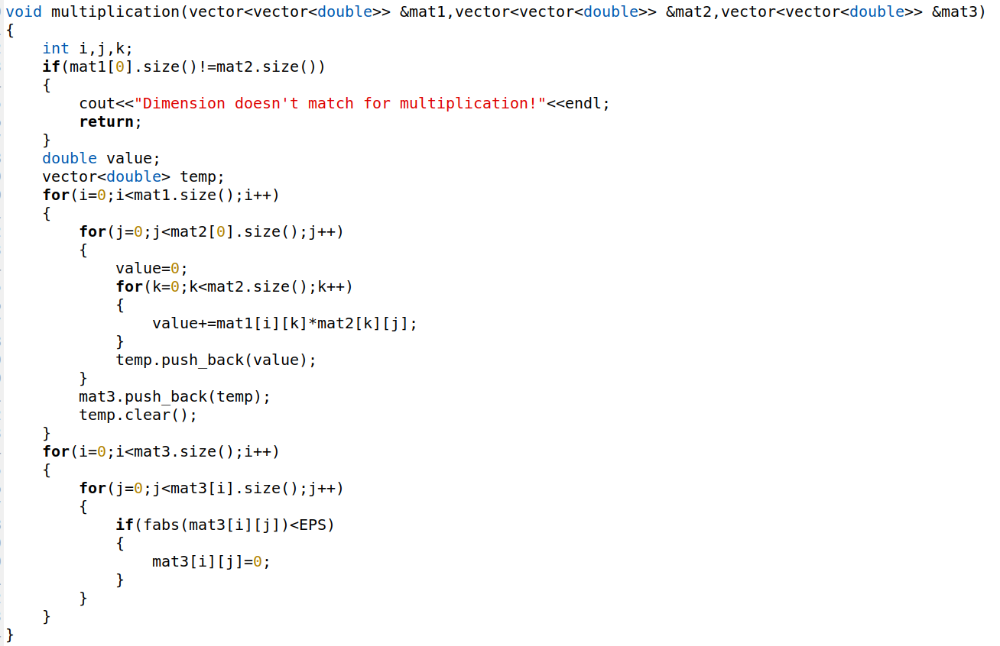 void multiplication(vector<vector<double>> &mat1,vector<vector<double>> &mat2,vector<vector<double>> &mat3)
{
    int i,j,k;
    if(mat1[0].size()!=mat2.size())
    {
        cout<<"Dimension doesn't match for multiplication!"<<endl;
        return;
    }
    double value;
    vector<double> temp;
    for(i=0;i<mat1.size();i++)
    {
        for(j=0;j<mat2[0].size();j++)
        {
            value=0;
            for(k=0;k<mat2.size();k++)
            {
                value+=mat1[i][k]*mat2[k][j];
            }
            temp.push_back(value);
        }
        mat3.push_back(temp);
        temp.clear();
    }
    for(i=0;i<mat3.size();i++)
    {
        for(j=0;j<mat3[i].size();j++)
        {
            if(fabs(mat3[i][j])<EPS)
            {
                mat3[i][j]=0;
            }
        }
    }
}